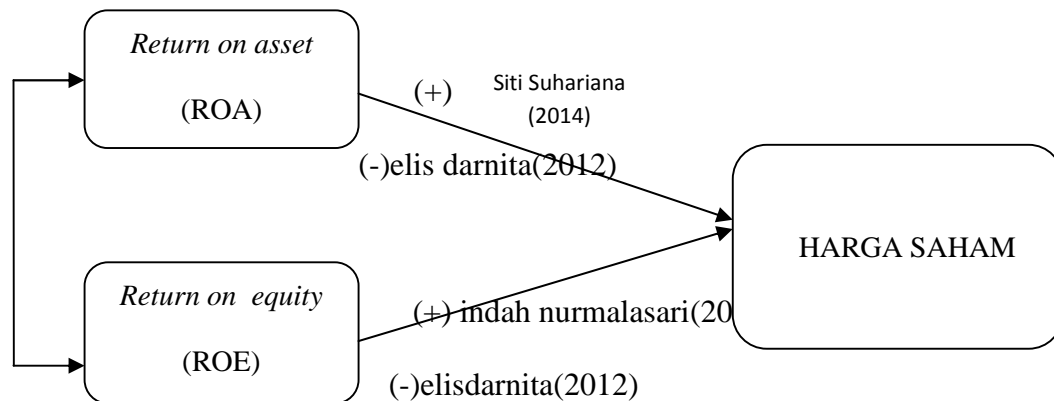 Return on asset
(ROA)
(+)
Siti Suhariana
(2014)
(-)elis darnita(2012)
HARGA SAHAM
Return on equity
(ROE)
(+) indah nurmalasari(20
(-)elisdarnita(2012)